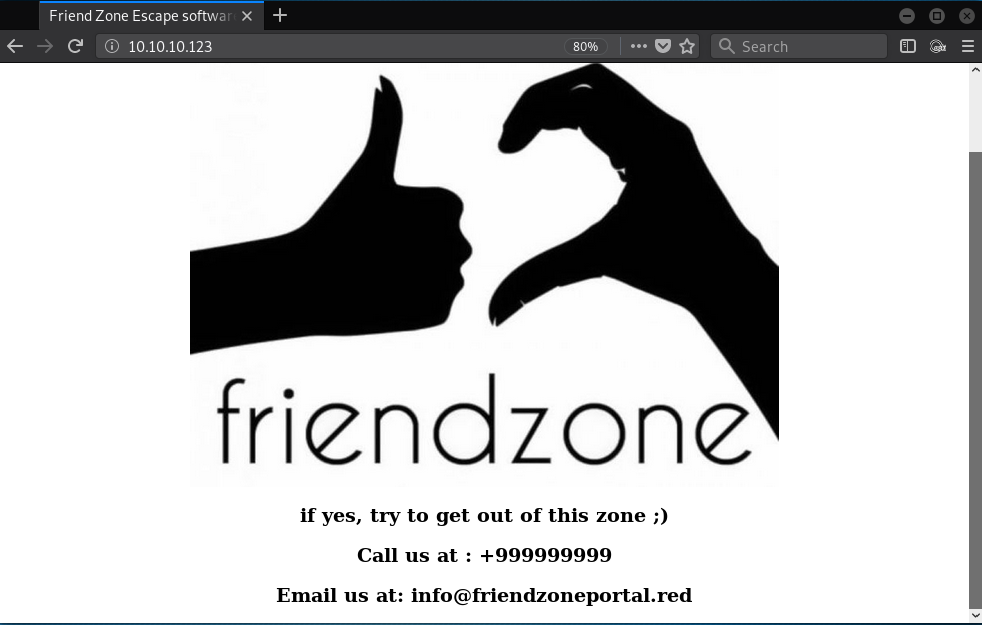 Friend Zone Escape softwar
10.10.10.123
80%
Search
friendzone
if yes, try to get out of this zone ;)
Call us at : +999999999
Email us at: info@friendzoneportal.red